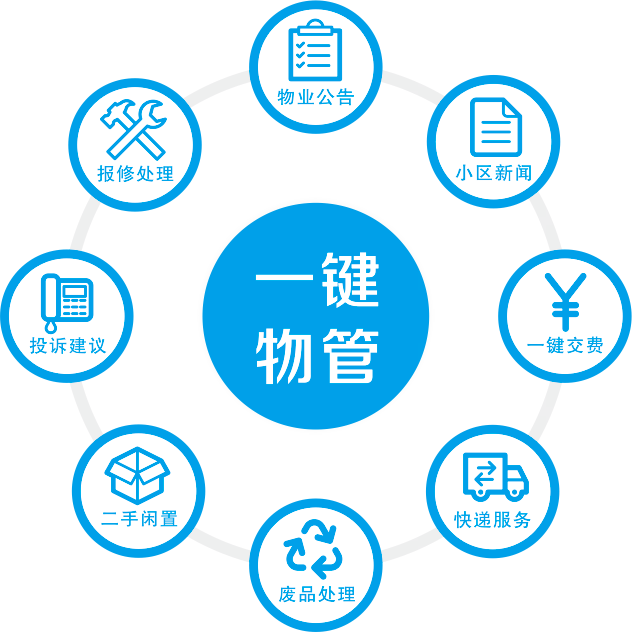 物业公告
报修处理
小区新闻
一键
物管
投诉建议
一键交费
二手闲置
快递服务
废品处理